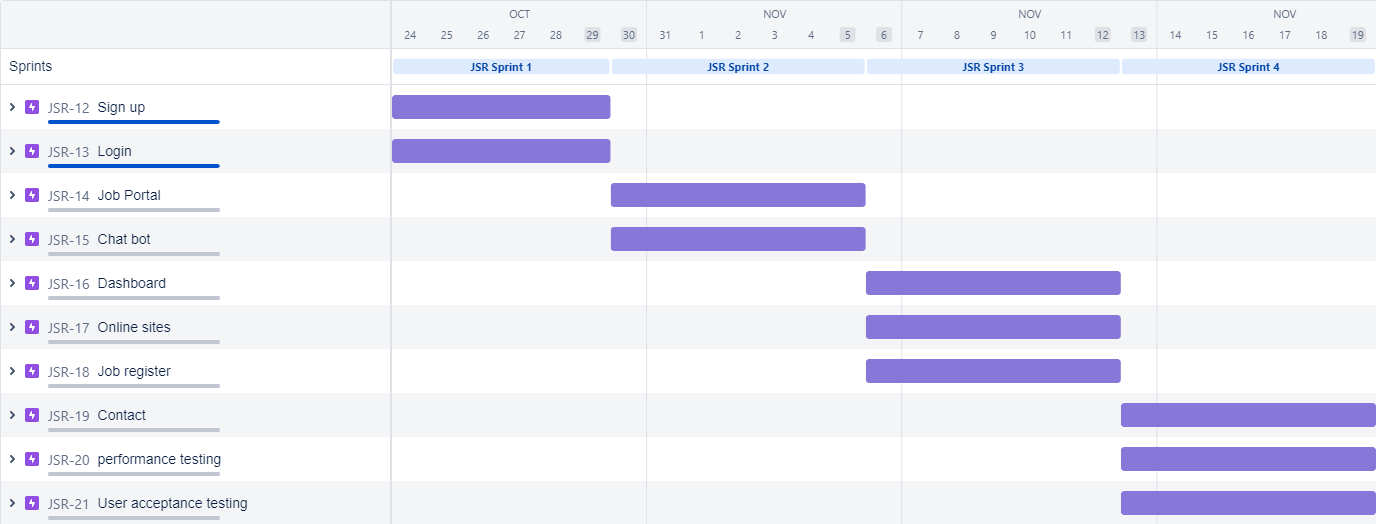 OCT NOV NOV NOV
24 25 26 27 28 29 30 31 1 2 3 4 5 6 7 8 9 10 11 12 13 14 15 16 17 18 19
Sprints JSR Sprint 1 JSR Sprint 2 JSR Sprint 3 JSR Sprint 4
JSR-12 Sign up
JSR-13 Login
JSR-14 Job Portal
JSR-15 Chat bot
JSR-16 Dashboard
JSR-17 Online sites
JSR-18 Job register
JSR-19 Contact
JSR-20 performance testing
JSR-21 User acceptance testing